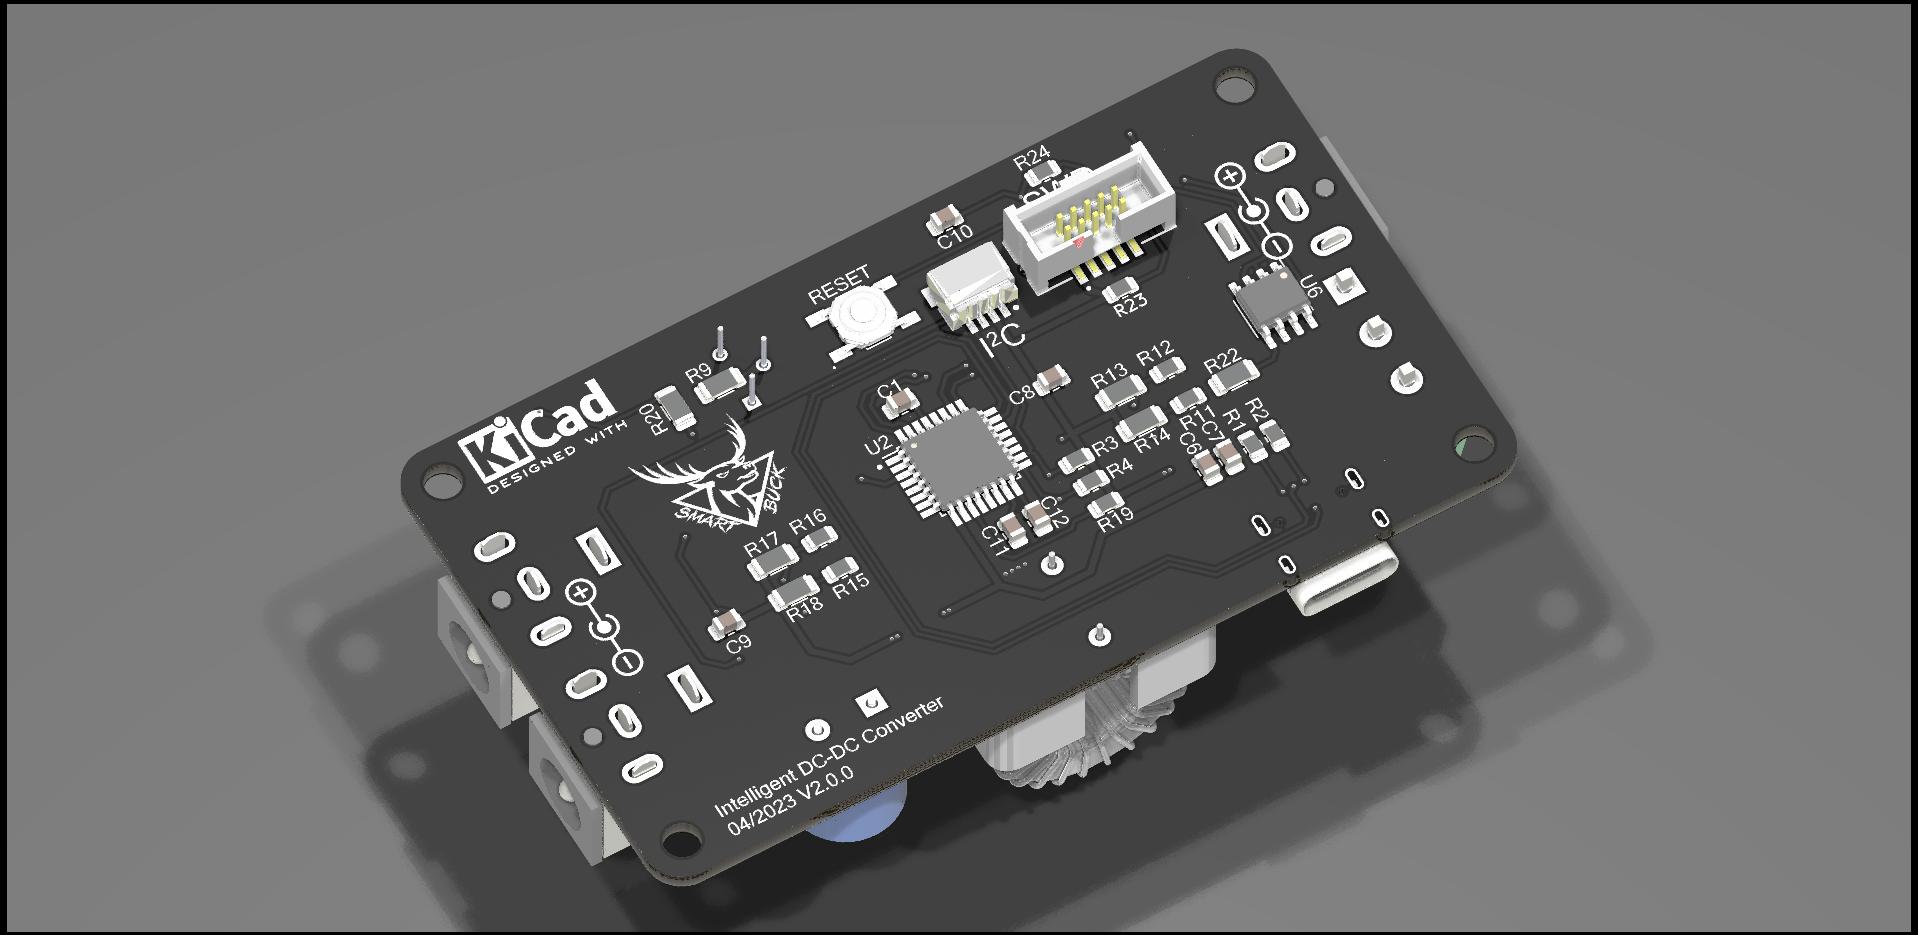 R24
C10
RESET
I²C
R23
U6
R9
R20
KiCad
DESIGNED WITH
SMART
BUCK
C1
U2
C8
R13
R12
R22
R14
R11
R1
R2
C6
C7
R3
R4
R19
C11
C12
R17
R16
R18
R15
C9
Intelligent DC-DC Converter
04/2023 V2.0.0